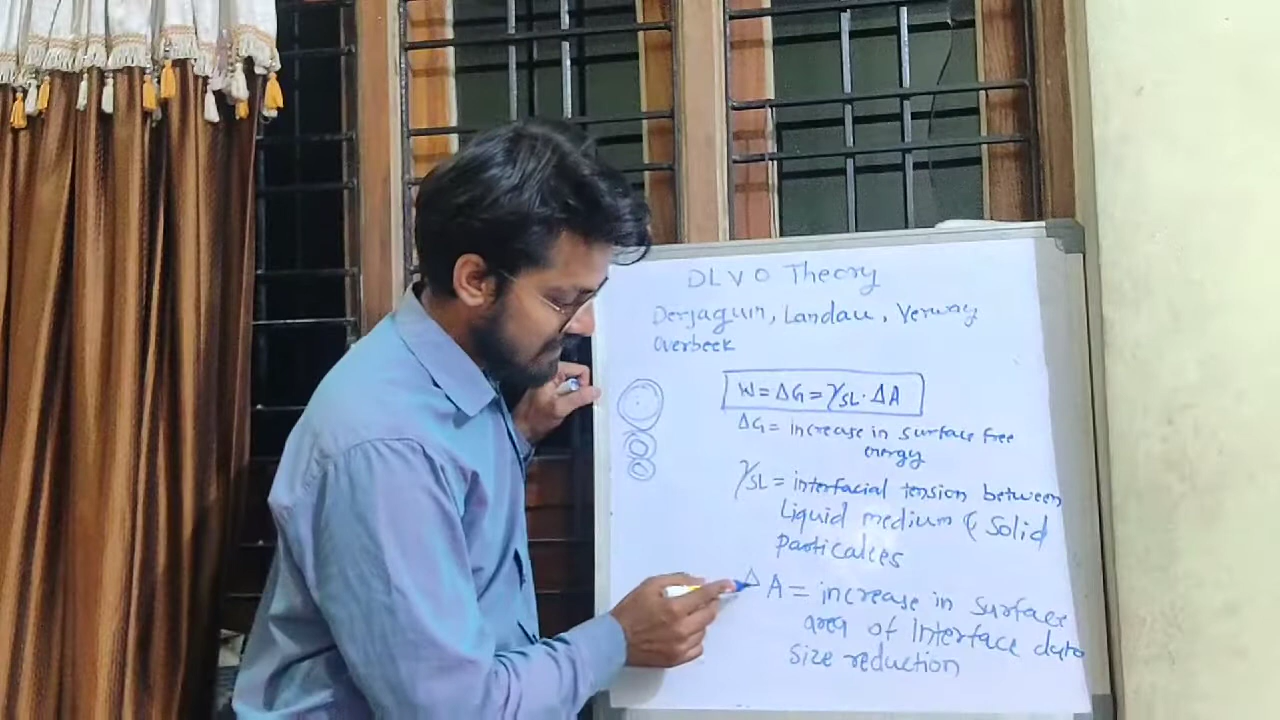 DLVO Theory
Derjaguin, Landau, Verway
Overbeek
W = ΔG = γSL · ΔA
ΔG = increase in surface free
energy
γSL = interfacial tension between
Liquid medium & Solid
Particalees
ΔA = increase in surface
area of Interface due to
Size reduction